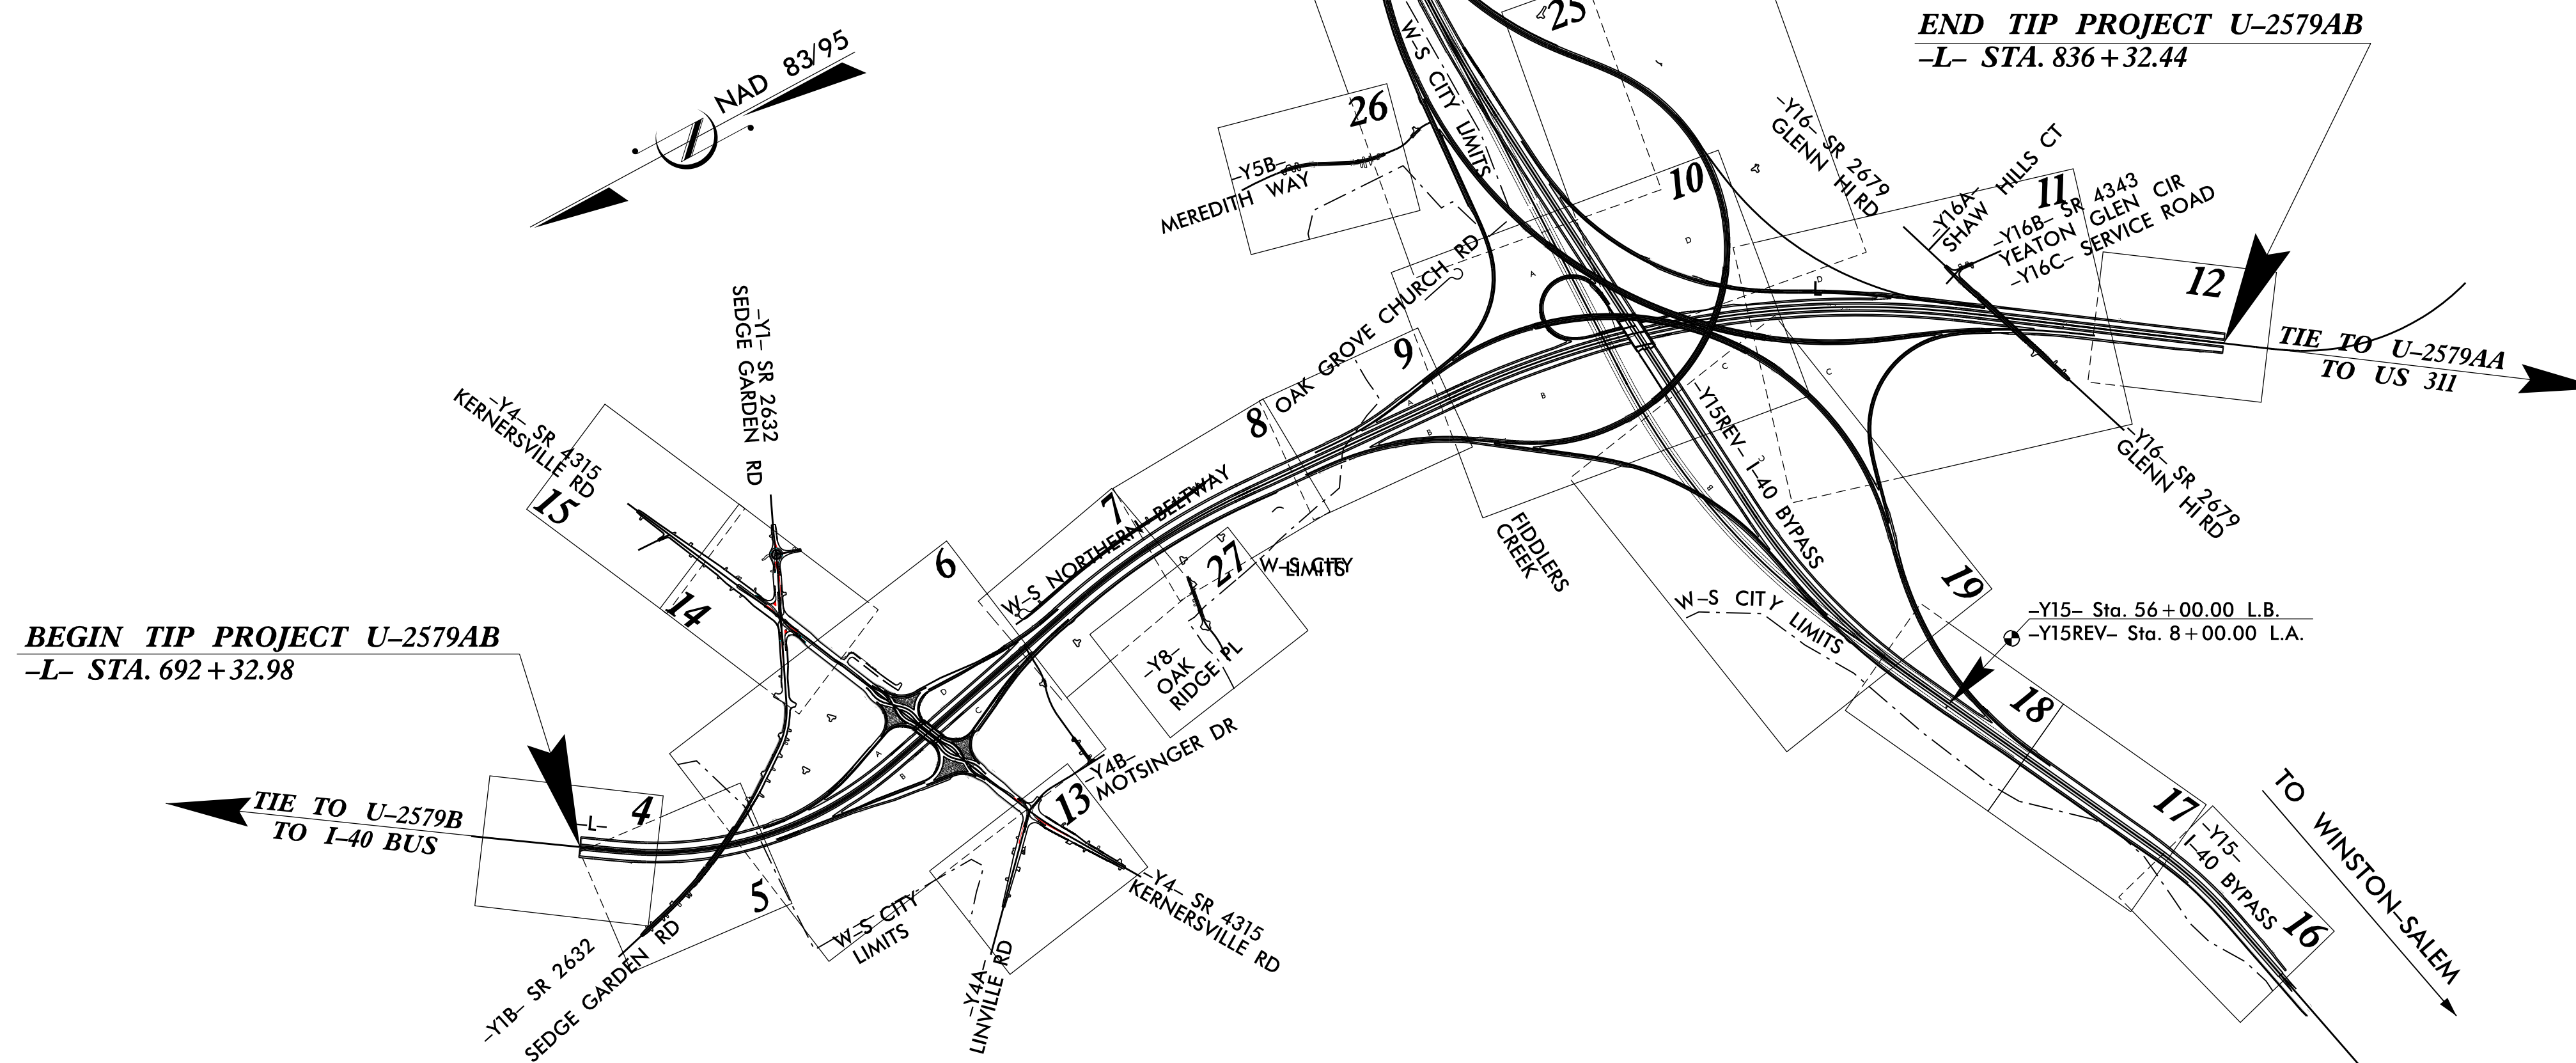 NAD 83/95
END TIP PROJECT U–2579AB
–L– STA. 836+32.44
25
W–S CITY LIMITS
26
–Y5B–
MEREDITH WAY
10
–Y16– SR 2679
GLENN HI RD
–Y16A–
SHAW HILLS CT
11
–Y16B– SR 4343
YEATON GLEN CIR
–Y16C– SERVICE ROAD
12
L
TIE TO U–2579AA
TO US 311
OAK GROVE CHURCH RD
9
8
–Y1– SR 2632
SEDGE GARDEN RD
–Y4– SR 4315
KERNERSVILLE RD
15
14
7
W–S NORTHERN BELTWAY
6
27
W–S CITY
LIMITS
–Y8–
OAK
RIDGE PL
FIDDLERS
CREEK
–Y15REV– I–40 BYPASS
–Y16– SR 2679
GLENN HI RD
19
W–S CITY LIMITS
–Y15– Sta. 56+00.00 L.B.
–Y15REV– Sta. 8+00.00 L.A.
18
17
–Y15–
I–40 BYPASS
16
TO WINSTON–SALEM
BEGIN TIP PROJECT U–2579AB
–L– STA. 692+32.98
TIE TO U–2579B
TO I–40 BUS
–L–
4
5
–Y1B– SR 2632
SEDGE GARDEN RD
W–S CITY
LIMITS
–Y4A–
LINVILLE RD
13
–Y4B–
MOTSINGER DR
–Y4– SR 4315
KERNERSVILLE RD